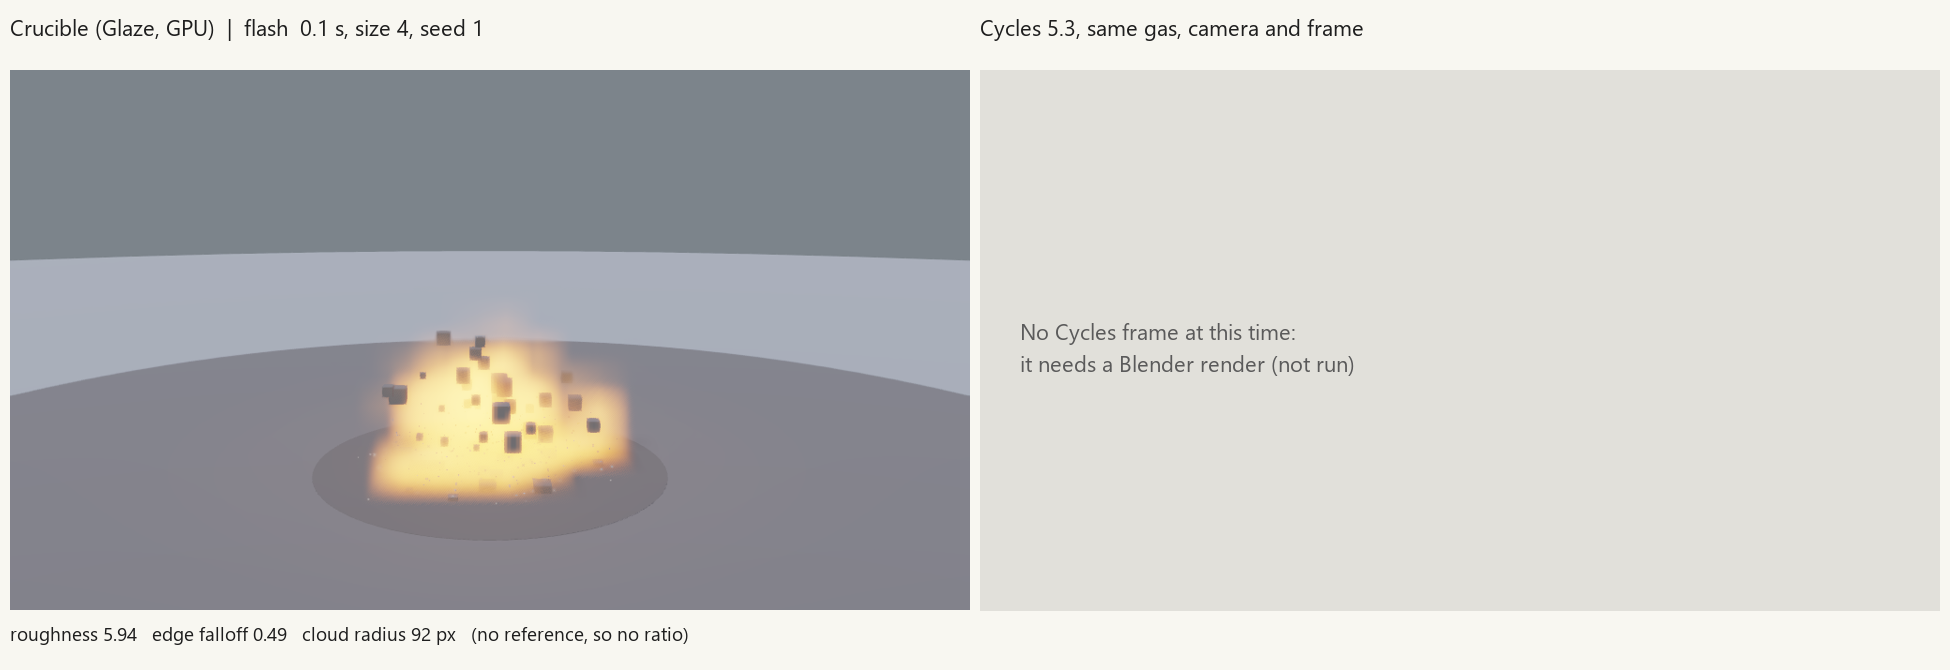 Crucible (Glaze, GPU)  |  flash  0.1 s, size 4, seed 1
Cycles 5.3, same gas, camera and frame
No Cycles frame at this time:
it needs a Blender render (not run)
roughness 5.94   edge falloff 0.49   cloud radius 92 px   (no reference, so no ratio)